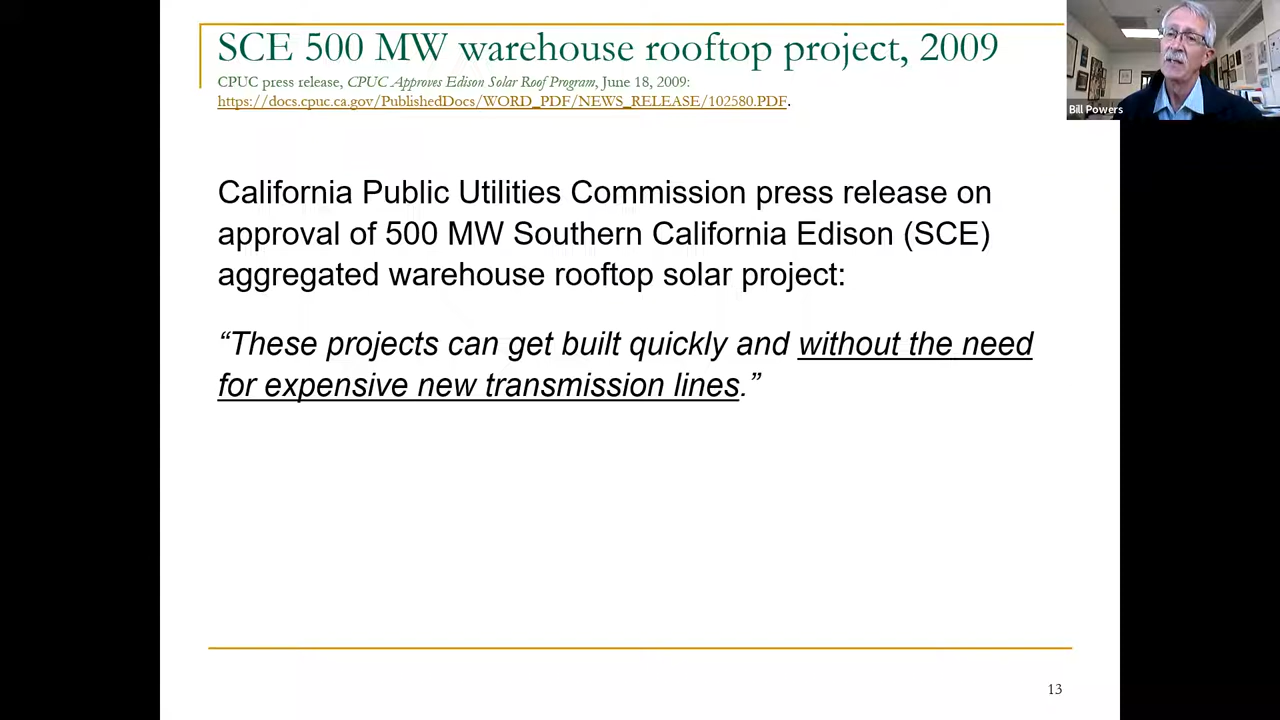 SCE 500 MW warehouse rooftop project, 2009
CPUC press release, CPUC Approves Edison Solar Roof Program, June 18, 2009:
https://docs.cpuc.ca.gov/PublishedDocs/WORD_PDF/NEWS_RELEASE/102580.PDF.
Bill Powers
California Public Utilities Commission press release on
approval of 500 MW Southern California Edison (SCE)
aggregated warehouse rooftop solar project:
“These projects can get built quickly and without the need
for expensive new transmission lines.”
13